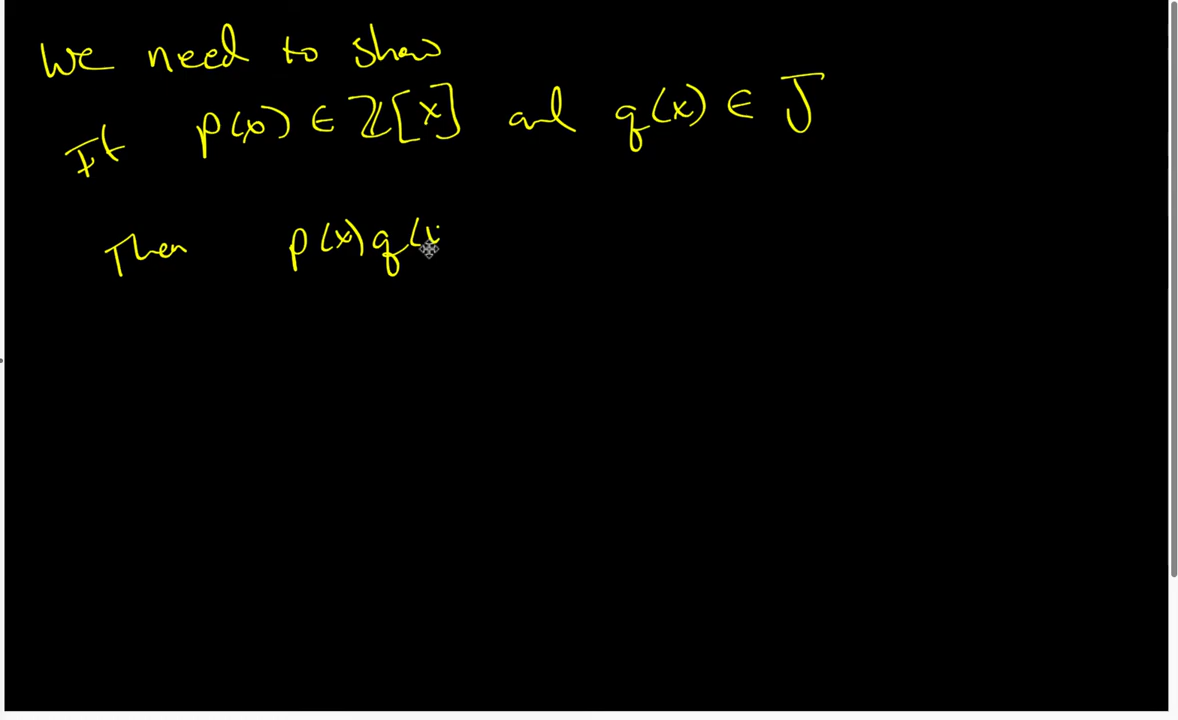 We need to show
If p(x) ∈ ℤ[x] and q(x) ∈ J
Then p(x)q(x